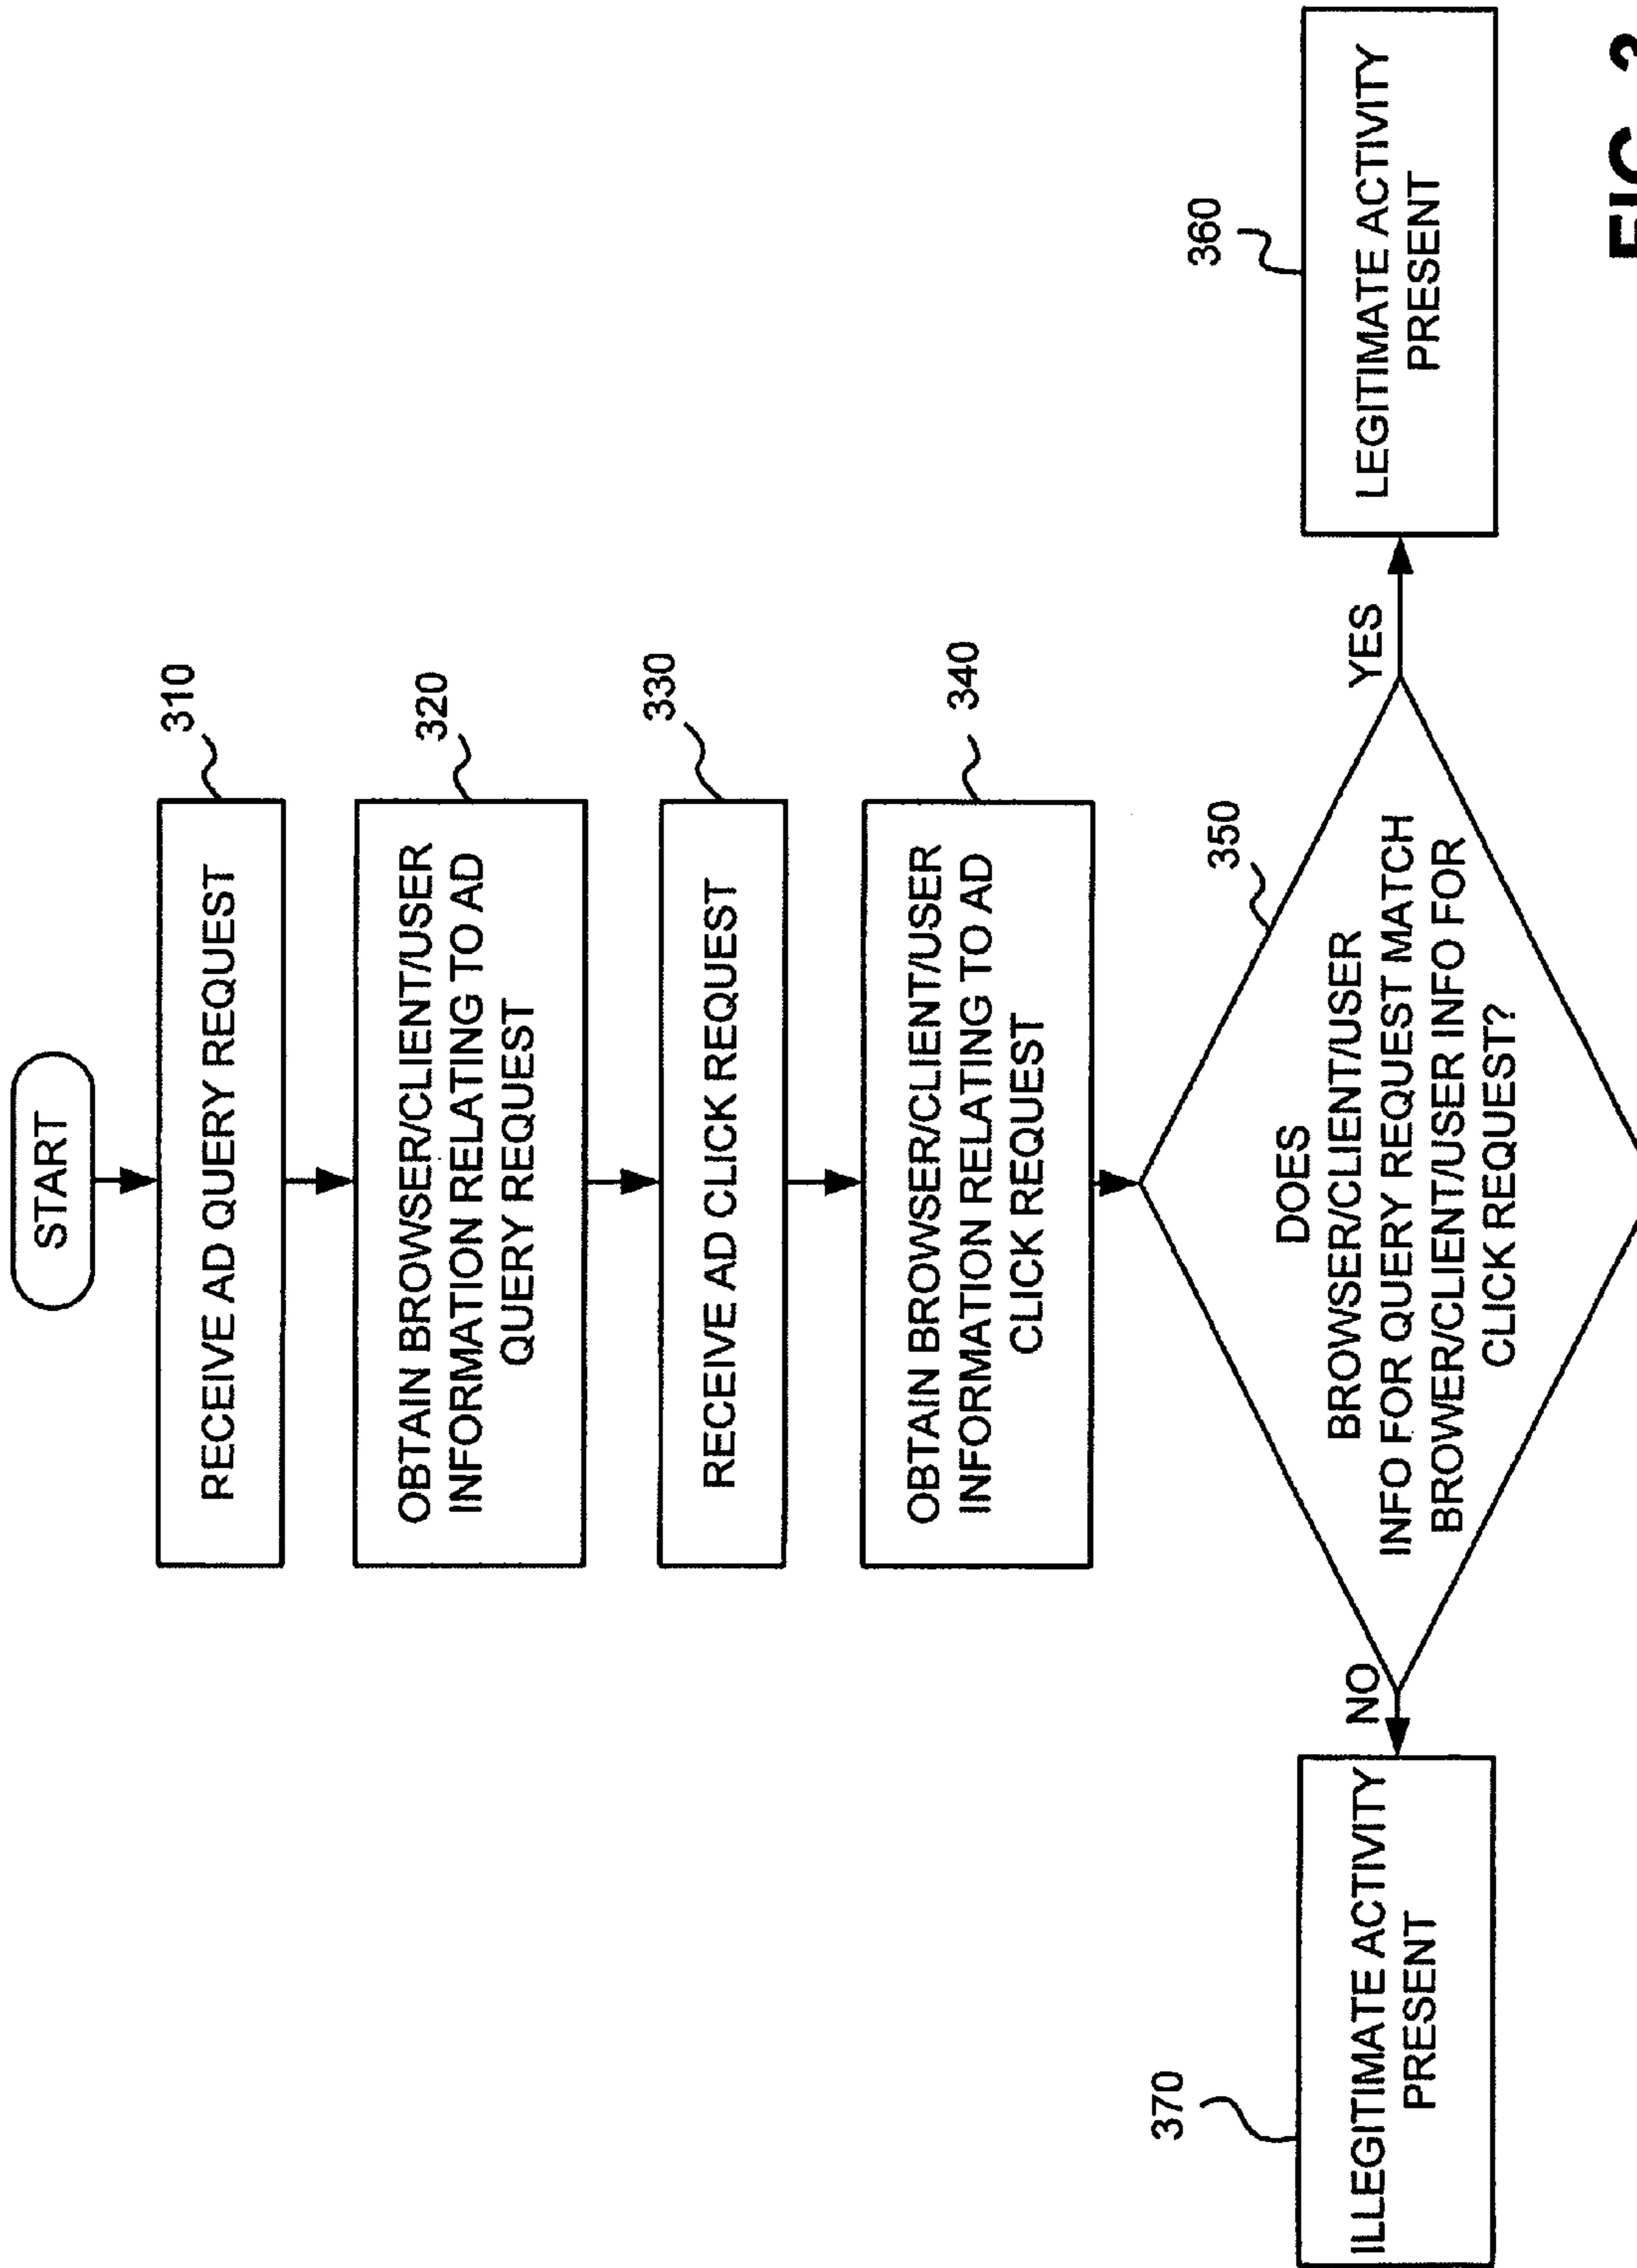 START
310
RECEIVE AD QUERY REQUEST
320
OBTAIN BROWSER/CLIENT/USER
INFORMATION RELATING TO AD
QUERY REQUEST
330
RECEIVE AD CLICK REQUEST
340
OBTAIN BROWSER/CLIENT/USER
INFORMATION RELATING TO AD
CLICK REQUEST
350
DOES
BROWSER/CLIENT/USER
INFO FOR QUERY REQUEST MATCH
BROWER/CLIENT/USER INFO FOR
CLICK REQUEST?
NO
YES
370
ILLEGITIMATE ACTIVITY
PRESENT
360
LEGITIMATE ACTIVITY
PRESENT
FIG